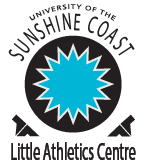 UNIVERSITY OF THE
SUNSHINE COAST
Little Athletics Centre